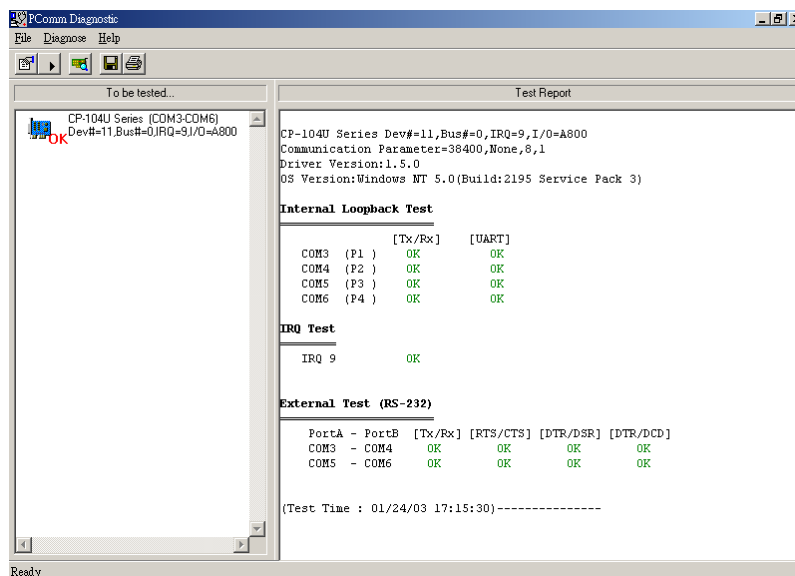 PComm Diagnostic
File Diagnose Help
To be tested...
CP-104U Series (COM3-COM6)
Dev#=11,Bus#=0,IRQ=9,I/O=A800
OK
Test Report
CP-104U Series Dev#=11,Bus#=0,IRQ=9,I/O=A800
Communication Parameter=38400,None,8,1
Driver Version:1.5.0
OS Version:Windows NT 5.0(Build:2195 Service Pack 3)
Internal Loopback Test
[Tx/Rx] [UART]
COM3 (P1 ) OK OK
COM4 (P2 ) OK OK
COM5 (P3 ) OK OK
COM6 (P4 ) OK OK
IRQ Test
IRQ 9 OK
External Test (RS-232)
PortA - PortB [Tx/Rx] [RTS/CTS] [DTR/DSR] [DTR/DCD]
COM3 - COM4 OK OK OK OK
COM5 - COM6 OK OK OK OK
(Test Time : 01/24/03 17:15:30)---------------
Ready